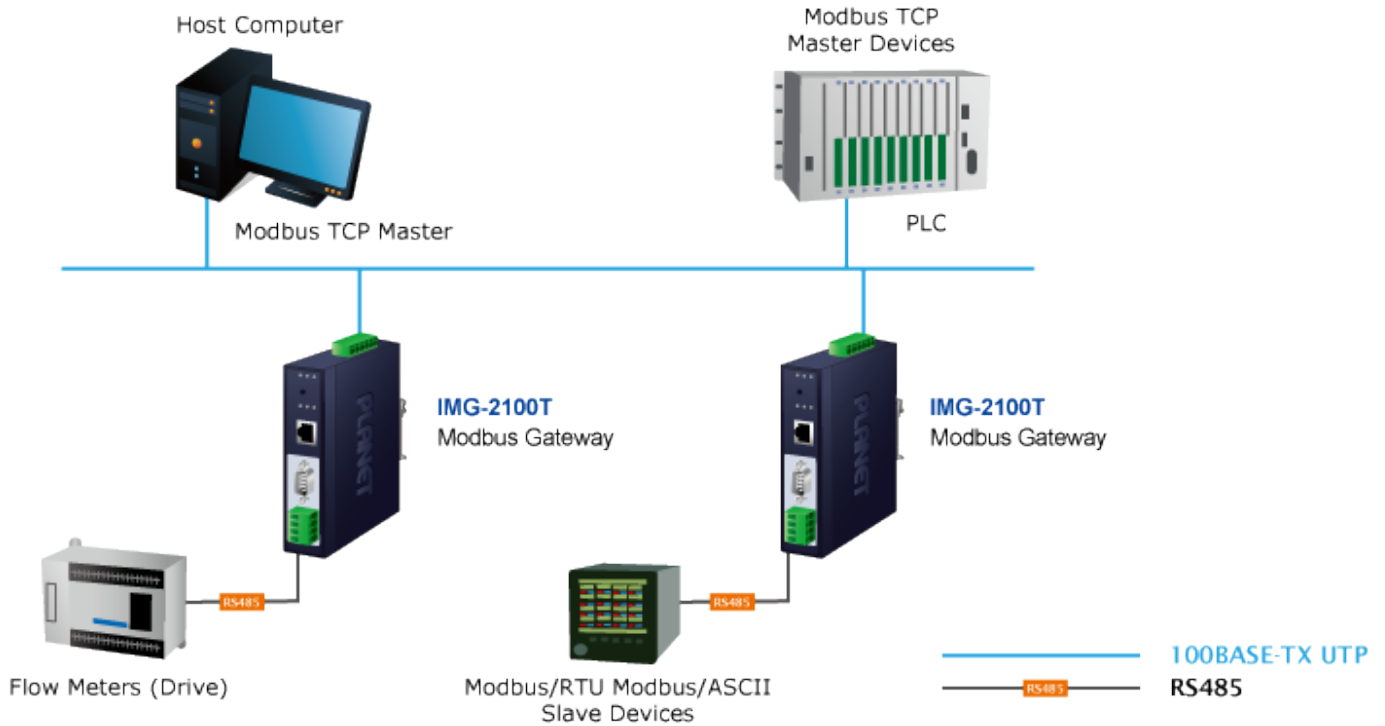 Host Computer
Modbus TCP
Master Devices
Modbus TCP Master
PLC
PLANET
IMG-2100T
Modbus Gateway
PLANET
IMG-2100T
Modbus Gateway
RS485
RS485
Flow Meters (Drive)
Modbus/RTU Modbus/ASCII
Slave Devices
100BASE-TX UTP
RS485
RS485